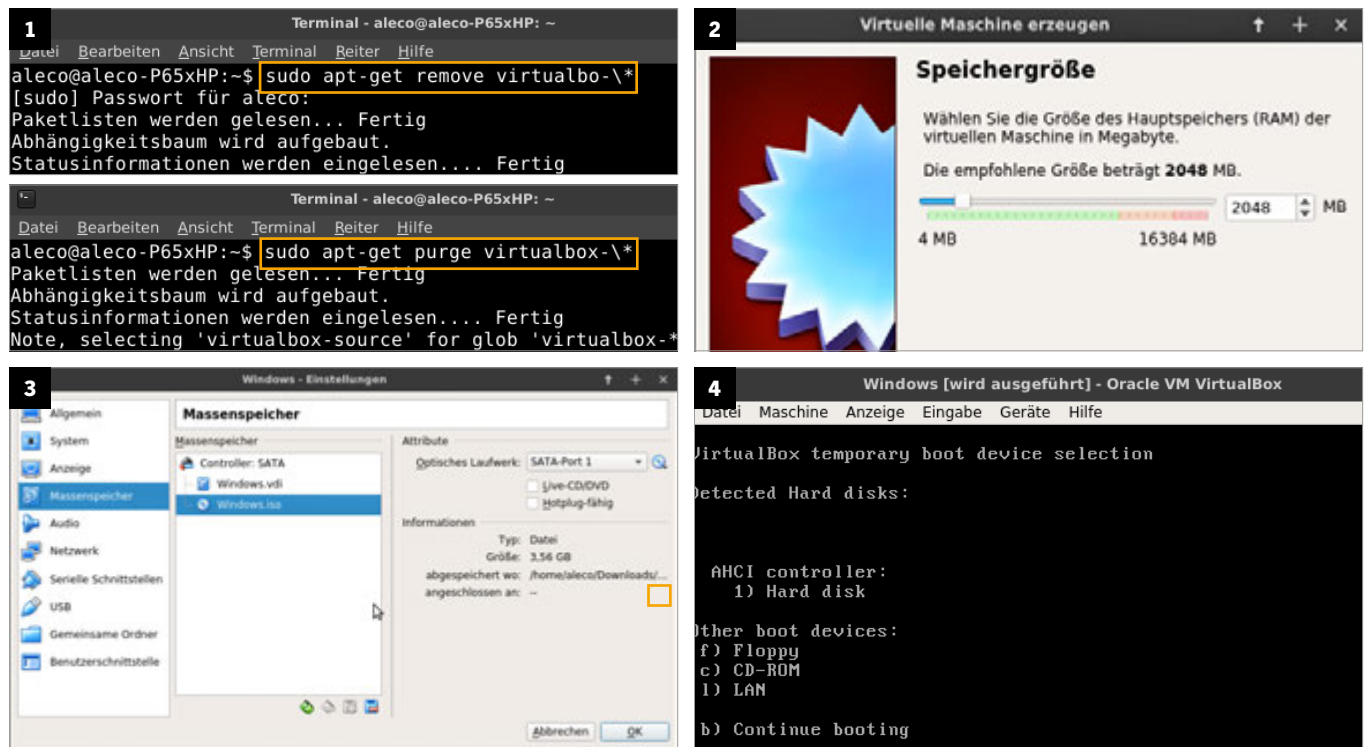 1
Terminal - aleco@aleco-P65xHP: ~
Datei Bearbeiten Ansicht Terminal Reiter Hilfe
aleco@aleco-P65xHP:~$ sudo apt-get remove virtualbo-\*
[sudo] Passwort für aleco:
Paketlisten werden gelesen... Fertig
Abhängigkeitsbaum wird aufgebaut.
Statusinformationen werden eingelesen.... Fertig
Terminal - aleco@aleco-P65xHP: ~
Datei Bearbeiten Ansicht Terminal Reiter Hilfe
aleco@aleco-P65xHP:~$ sudo apt-get purge virtualbox-\*
Paketlisten werden gelesen... Fertig
Abhängigkeitsbaum wird aufgebaut.
Statusinformationen werden eingelesen.... Fertig
Note, selecting 'virtualbox-source' for glob 'virtualbox-*
2
Virtuelle Maschine erzeugen
Speichergröße
Wählen Sie die Größe des Hauptspeichers (RAM) der
virtuellen Maschine in Megabyte.
Die empfohlene Größe beträgt 2048 MB.
2048 MB
4 MB 16384 MB
3
Windows - Einstellungen
Allgemein
System
Anzeige
Massenspeicher
Audio
Netzwerk
Serielle Schnittstellen
USB
Gemeinsame Ordner
Benutzerschnittstelle
Massenspeicher
Massenspeicher
Controller: SATA
Windows.vdi
Windows.iso
Attribute
Optisches Laufwerk: SATA-Port 1
Live-CD/DVD
Hotplug-fähig
Informationen
Typ: Datei
Größe: 3,56 GB
abgespeichert wo: /home/aleco/Downloads/...
angeschlossen an: --
Abbrechen OK
4
Windows [wird ausgeführt] - Oracle VM VirtualBox
Datei Maschine Anzeige Eingabe Geräte Hilfe
VirtualBox temporary boot device selection
Detected Hard disks:
AHCI controller:
1) Hard disk
Other boot devices:
f) Floppy
c) CD-ROM
l) LAN
b) Continue booting